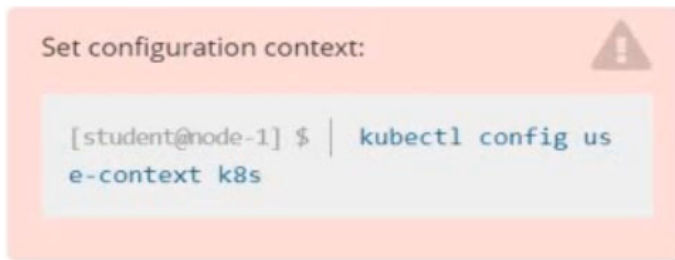 Set configuration context:
[student@node-1] $ | kubectl config us
e-context k8s